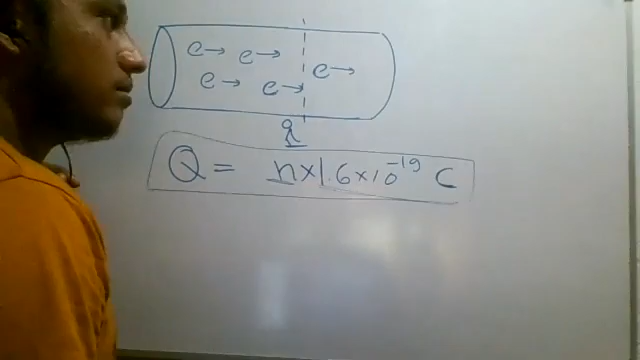 e→ e→
e→ e→ e→
q
Q = n×1.6×10⁻¹⁹ C